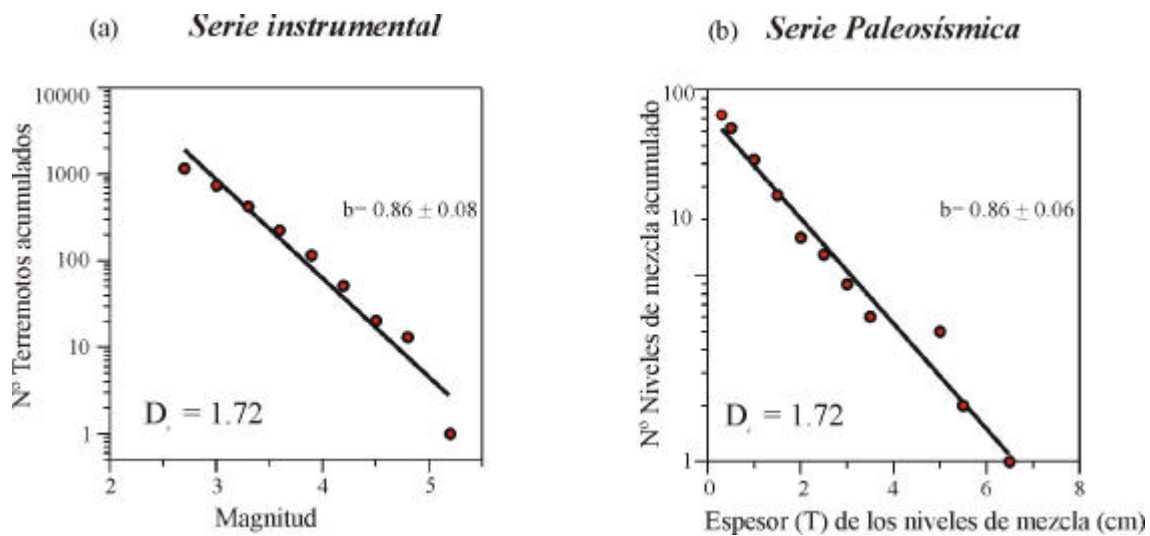 (a) Serie instrumental
Nº Terremotos acumulados
10000
1000
100
10
1
b= 0.86 ± 0.08
D = 1.72
2 3 4 5
Magnitud
(b) Serie Paleosísmica
Nº Niveles de mezcla acumulado
100
10
1
b= 0.86 ± 0.06
D = 1.72
0 2 4 6 8
Espesor (T) de los niveles de mezcla (cm)